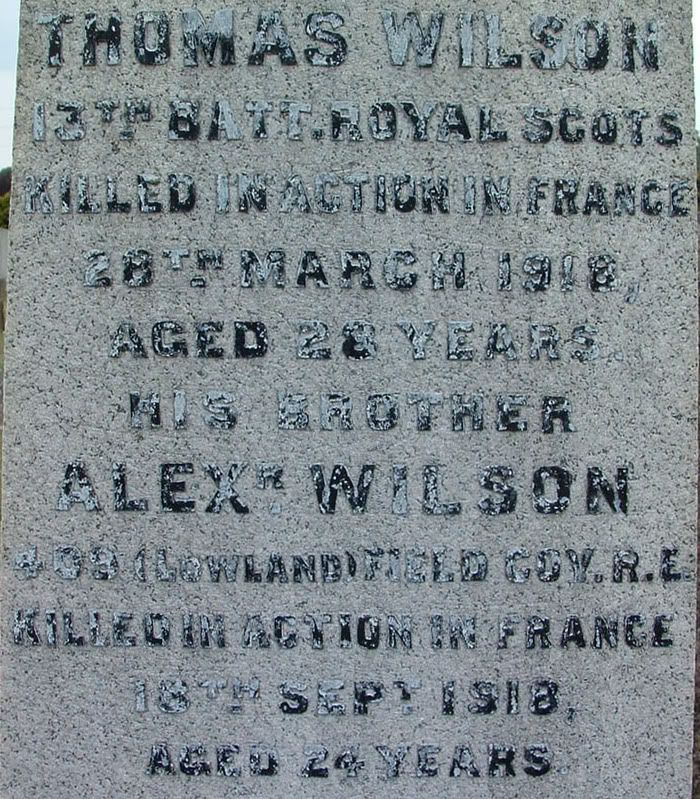 THOMAS WILSON
13TH BATT. ROYAL SCOTS
KILLED IN ACTION IN FRANCE
28TH MARCH 1918,
AGED 28 YEARS.
HIS BROTHER
ALEXR. WILSON
409 (LOWLAND) FIELD COY. R.E.
KILLED IN ACTION IN FRANCE
18TH SEPT 1918,
AGED 24 YEARS.